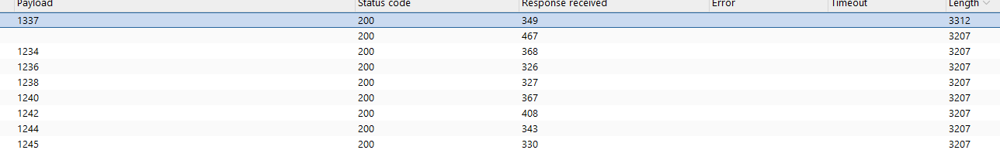 Payload Status code Response received Error Timeout Length
1337 200 349 3312
200 467 3207
1234 200 368 3207
1236 200 326 3207
1238 200 327 3207
1240 200 367 3207
1242 200 408 3207
1244 200 343 3207
1245 200 330 3207